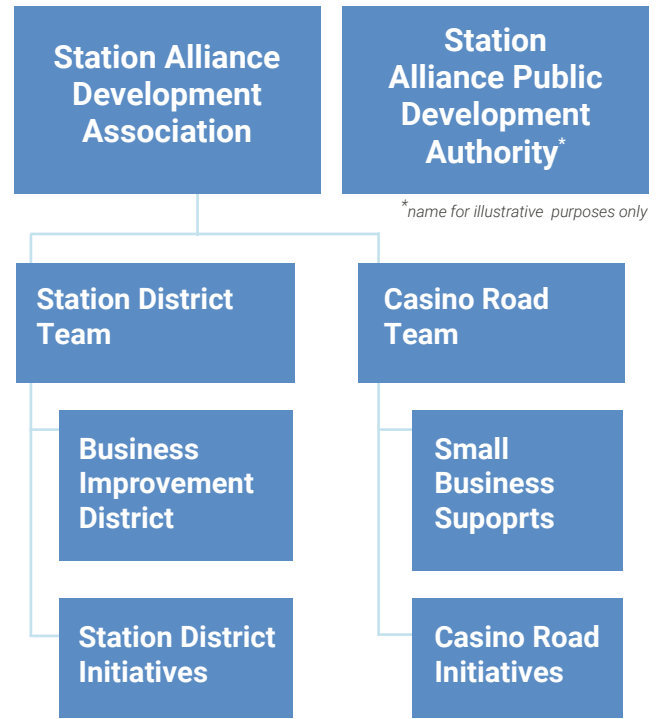 Station Alliance
Development
Association
Station
Alliance Public
Development
Authority*
*name for illustrative purposes only
Station District
Team
Casino Road
Team
Business
Improvement
District
Small
Business
Supoprts
Station District
Initiatives
Casino Road
Initiatives